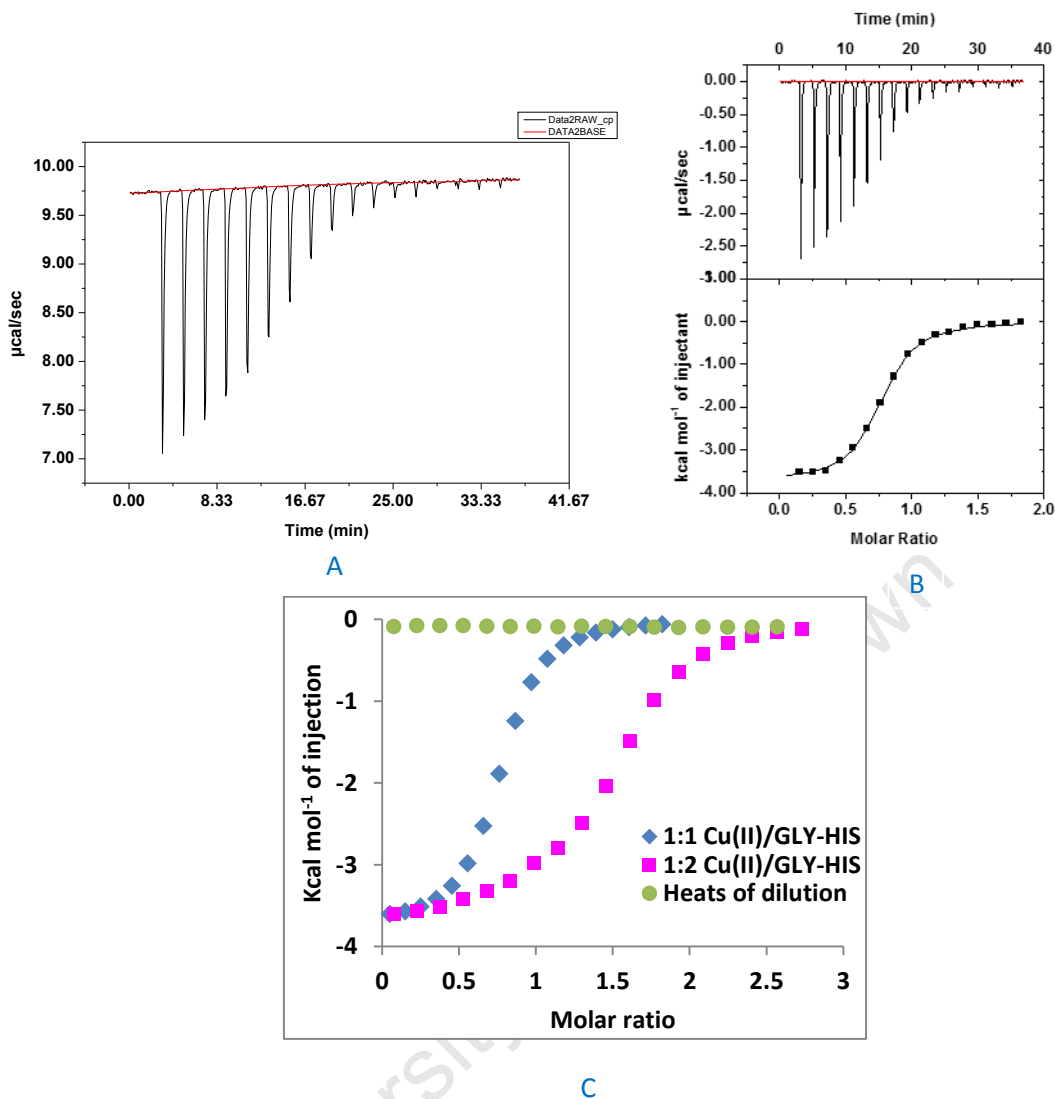 Data2RAW_cp
DATA2BASE
10.00
9.50
9.00
8.50
8.00
7.50
7.00
µcal/sec
0.00 8.33 16.67 25.00 33.33 41.67
Time (min)
A
Time (min)
0 10 20 30 40
0.00
-0.50
-1.00
-1.50
-2.00
-2.50
µcal/sec
0.00
-1.00
-2.00
-3.00
-4.00
kcal mol⁻¹ of injectant
0.0 0.5 1.0 1.5 2.0
Molar Ratio
B
0
-1
-2
-3
-4
Kcal mol⁻¹ of injection
1:1 Cu(II)/GLY-HIS
1:2 Cu(II)/GLY-HIS
Heats of dilution
0 0.5 1 1.5 2 2.5 3
Molar ratio
C